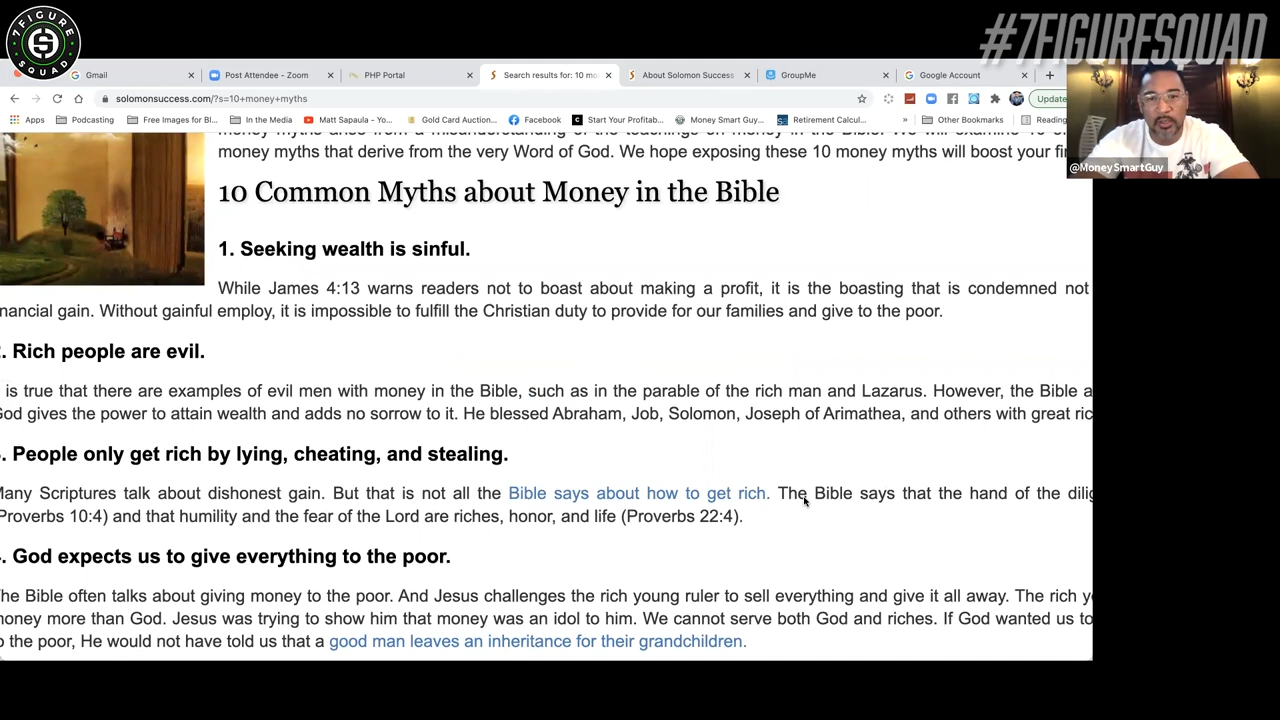 7 FIGURE
SQUAD
#7FIGURESQUAD
Gmail
Post Attendee - Zoom
PHP Portal
Search results for: 10 mo
About Solomon Success
GroupMe
Google Account
solomonsuccess.com/?s=10+money+myths
Update
Apps
Podcasting
Free Images for Bl...
In the Media
Matt Sapaula - Yo...
Gold Card Auction...
Facebook
Start Your Profitab...
Money Smart Guy...
Retirement Calcul...
»
Other Bookmarks
Reading
@MoneySmartGuy
money myths arise from a misunderstanding of the teachings on money in the Bible. We will examine 10
money myths that derive from the very Word of God. We hope exposing these 10 money myths will boost your
10 Common Myths about Money in the Bible
1. Seeking wealth is sinful.
While James 4:13 warns readers not to boast about making a profit, it is the boasting that is condemned not
nancial gain. Without gainful employ, it is impossible to fulfill the Christian duty to provide for our families and give to the poor.
. Rich people are evil.
is true that there are examples of evil men with money in the Bible, such as in the parable of the rich man and Lazarus. However, the Bible a
God gives the power to attain wealth and adds no sorrow to it. He blessed Abraham, Job, Solomon, Joseph of Arimathea, and others with great ric
. People only get rich by lying, cheating, and stealing.
Many Scriptures talk about dishonest gain. But that is not all the Bible says about how to get rich. The Bible says that the hand of the dilig
Proverbs 10:4) and that humility and the fear of the Lord are riches, honor, and life (Proverbs 22:4).
. God expects us to give everything to the poor.
The Bible often talks about giving money to the poor. And Jesus challenges the rich young ruler to sell everything and give it all away. The rich y
money more than God. Jesus was trying to show him that money was an idol to him. We cannot serve both God and riches. If God wanted us to
o the poor, He would not have told us that a good man leaves an inheritance for their grandchildren.